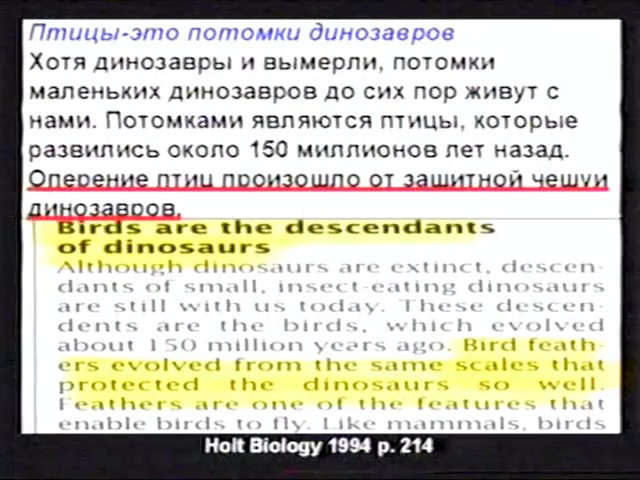 Птицы-это потомки динозавров
Хотя динозавры и вымерли, потомки
маленьких динозавров до сих пор живут с
нами. Потомками являются птицы, которые
развились около 150 миллионов лет назад.
Оперение птиц произошло от защитной чешуи
динозавров.
Birds are the descendants
of dinosaurs
Although dinosaurs are extinct, descen-
dants of small, insect-eating dinosaurs
are still with us today. These descen-
dents are the birds, which evolved
about 150 million years ago. Bird feath-
ers evolved from the same scales that
protected the dinosaurs so well.
Feathers are one of the features that
enable birds to fly. Like mammals, birds
Holt Biology 1994 p. 214